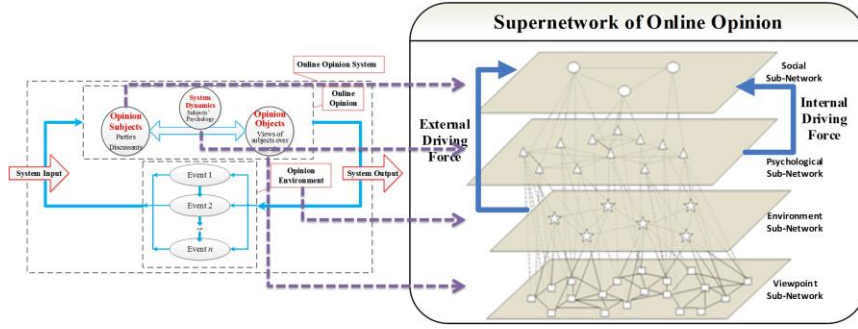 Supernetwork of Online Opinion
Online Opinion System
Online
Opinion
System
Dynamics
Subjects'
Psychology
Opinion
Subjects
Parties
Discussants
Opinion
Objects
Views of
subjects over
System Input
System Output
Opinion
Environment
Event 1
Event 2
...
Event n
External
Driving
Force
Internal
Driving
Force
Social
Sub-Network
Psychological
Sub-Network
Environment
Sub-Network
Viewpoint
Sub-Network